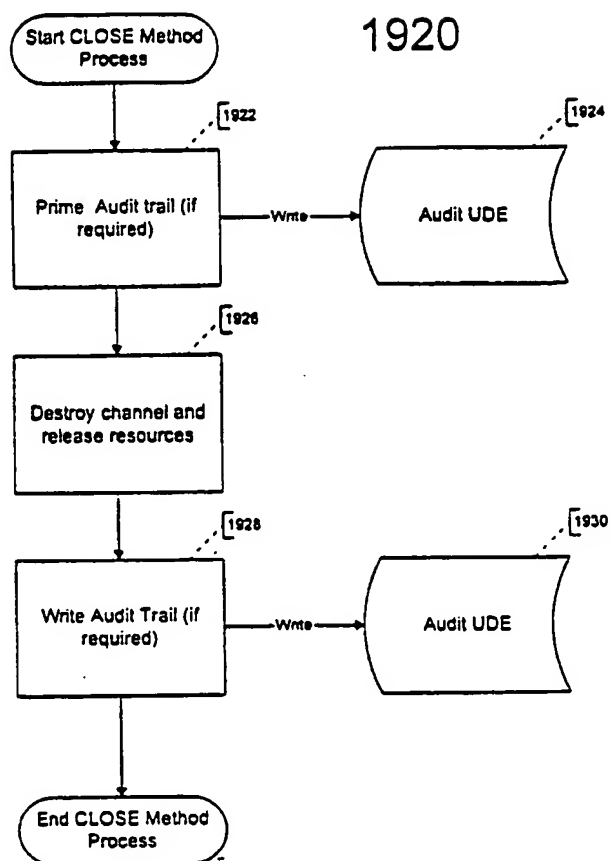 1920
Start CLOSE Method
Process
1922
1924
Prime Audit trail (if
required)
Write
Audit UDE
1926
Destroy channel and
release resources
1928
1930
Write Audit Trail (if
required)
Write
Audit UDE
End CLOSE Method
Process